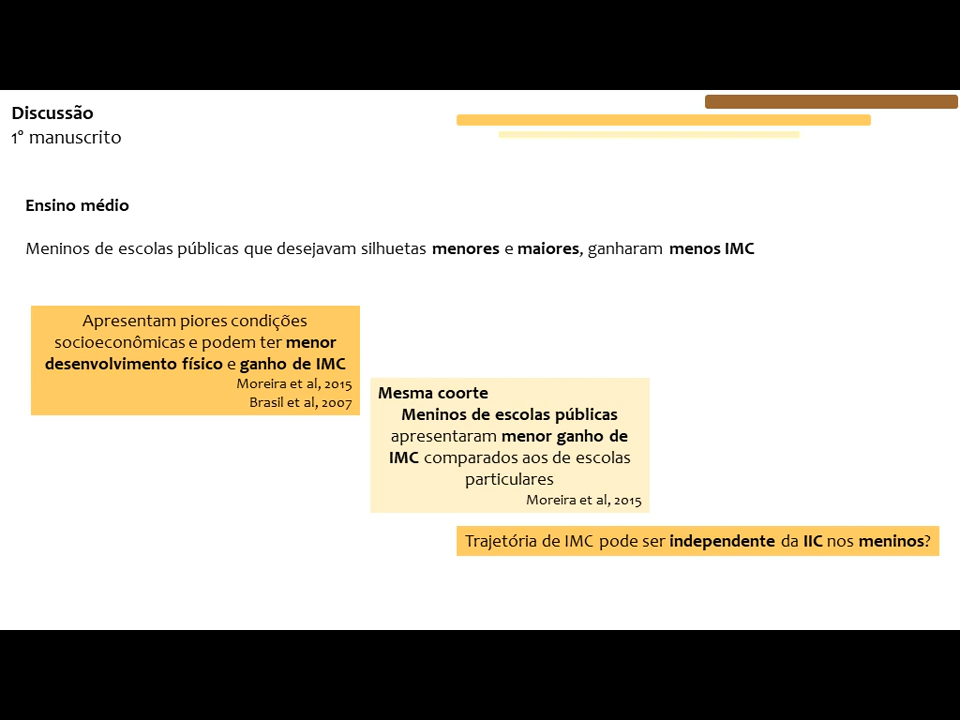 Discussão
1° manuscrito
Ensino médio
Meninos de escolas públicas que desejavam silhuetas menores e maiores, ganharam menos IMC
Apresentam piores condições
socioeconômicas e podem ter menor
desenvolvimento físico e ganho de IMC
Moreira et al, 2015
Brasil et al, 2007
Mesma coorte
Meninos de escolas públicas
apresentaram menor ganho de
IMC comparados aos de escolas
particulares
Moreira et al, 2015
Trajetória de IMC pode ser independente da IIC nos meninos?